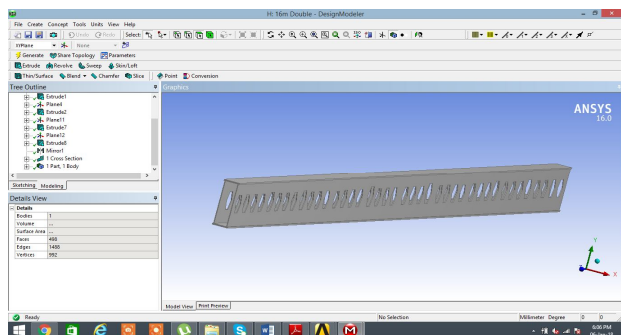 H: 16m Double - DesignModeler
File Create Concept Tools Units View Help
Undo Redo Select:
XYPlane None
Generate Share Topology Parameters
Extrude Revolve Sweep Skin/Loft
Thin/Surface Blend Chamfer Slice Point Conversion
Tree Outline Graphics
Extrude1
Plane4
Extrude2
Plane11
Extrude7
Plane12
Extrude8
Mirror1
1 Cross Section
1 Part, 1 Body
ANSYS
16.0
Sketching Modeling
Details View
Details
Bodies 1
Volume ...
Surface Area ...
Faces 498
Edges 1488
Vertices 992
Y
X
Model View Print Preview
Ready No Selection Millimeter Degree 0 0
6:06 PM